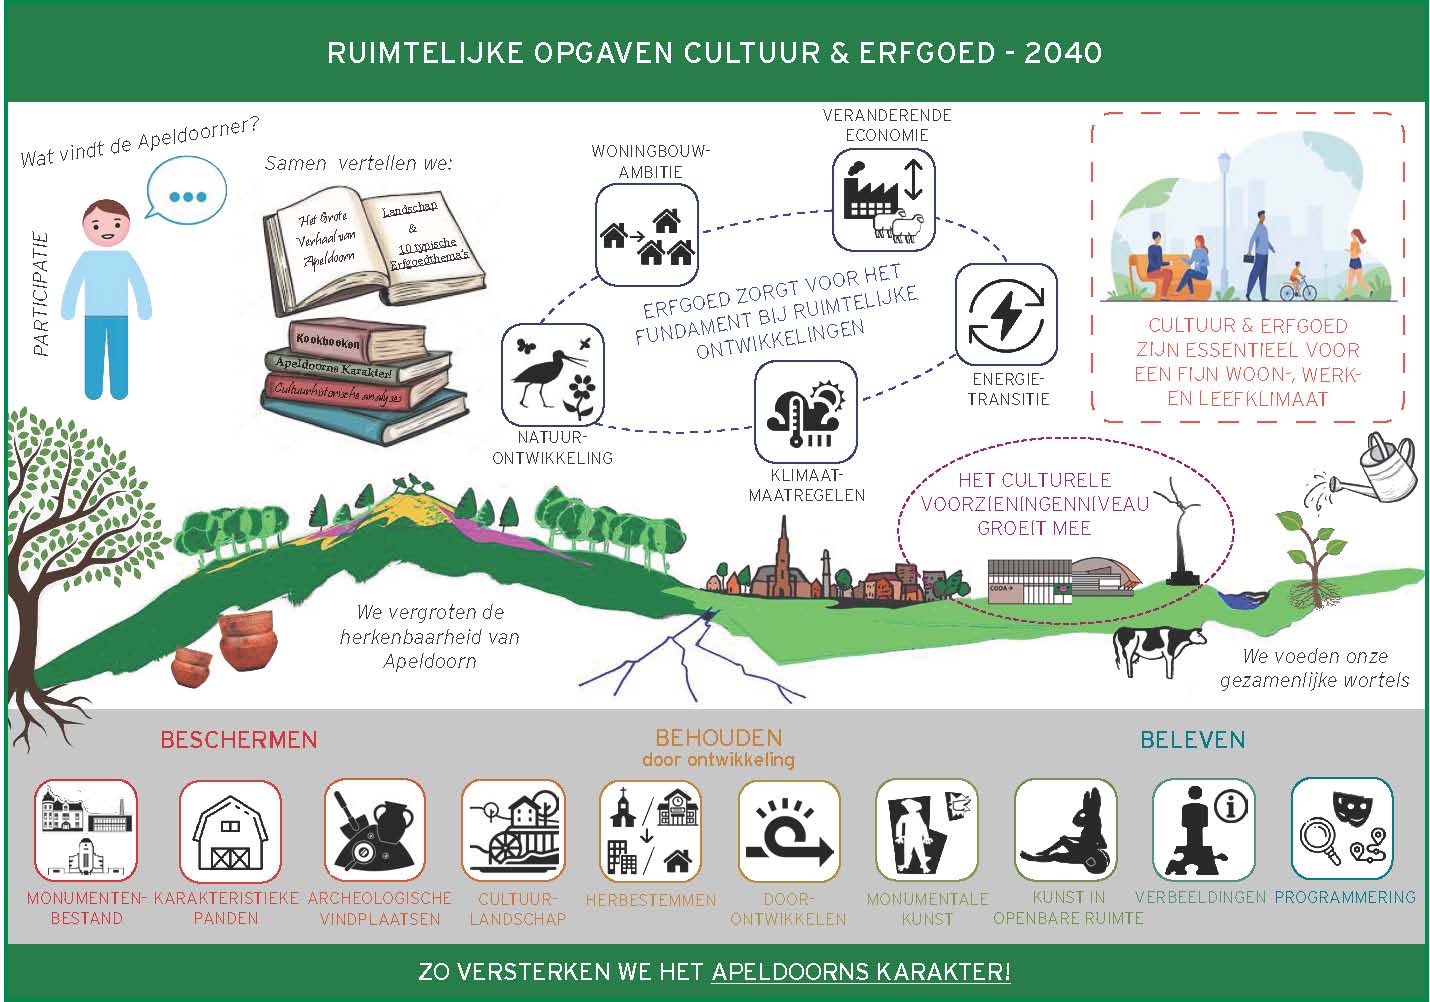 RUIMTELIJKE OPGAVEN CULTUUR & ERFGOED - 2040
Wat vindt de Apeldoorner?
PARTICIPATIE
Samen vertellen we:
Het Grote
Verhaal van
Apeldoorn
Landschap
&
10 typische
Erfgoedthema's
Kookboeken
Apeldoorns Karakter!
Cultuurhistorische analyses
WONINGBOUW-
AMBITIE
VERANDERENDE
ECONOMIE
ERFGOED ZORGT VOOR HET
FUNDAMENT BIJ RUIMTELIJKE
ONTWIKKELINGEN
ENERGIE-
TRANSITIE
NATUUR-
ONTWIKKELING
KLIMAAT-
MAATREGELEN
CULTUUR & ERFGOED
ZIJN ESSENTIEEL VOOR
EEN FIJN WOON-, WERK-
EN LEEFKLIMAAT
HET CULTURELE
VOORZIENINGENNIVEAU
GROEIT MEE
CODA→
We vergroten de
herkenbaarheid van
Apeldoorn
We voeden onze
gezamenlijke wortels
BESCHERMEN
BEHOUDEN
door ontwikkeling
BELEVEN
MONUMENTEN-
BESTAND
KARAKTERISTIEKE
PANDEN
ARCHEOLOGISCHE
VINDPLAATSEN
CULTUUR-
LANDSCHAP
HERBESTEMMEN
DOOR-
ONTWIKKELEN
MONUMENTALE
KUNST
KUNST IN
OPENBARE RUIMTE
VERBEELDINGEN
PROGRAMMERING
ZO VERSTERKEN WE HET APELDOORNS KARAKTER!